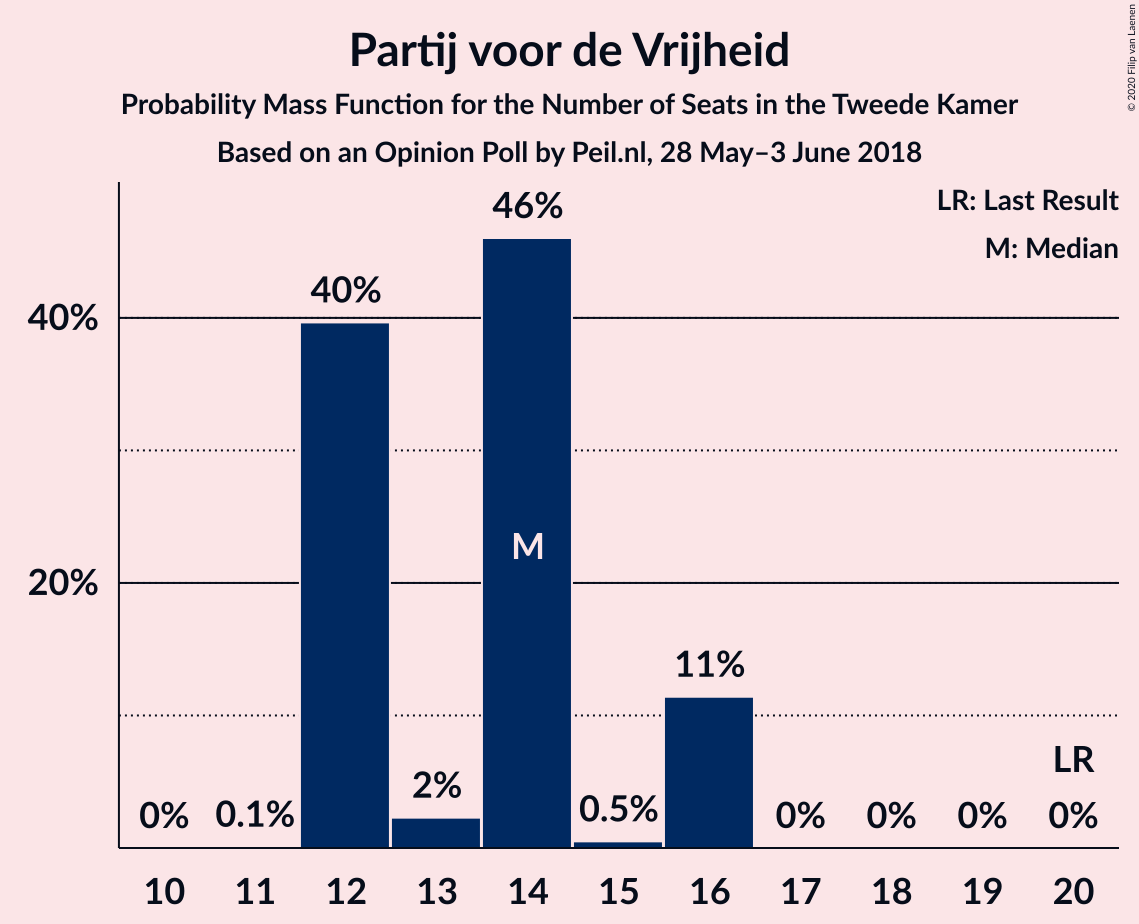 Partij voor de Vrijheid
Probability Mass Function for the Number of Seats in the Tweede Kamer
Based on an Opinion Poll by Peil.nl, 28 May–3 June 2018
© 2020 Filip van Laenen
LR: Last Result
M: Median
40%
20%
0%
0.1%
40%
2%
46%
M
0.5%
11%
0%
0%
0%
LR
0%
10 11 12 13 14 15 16 17 18 19 20